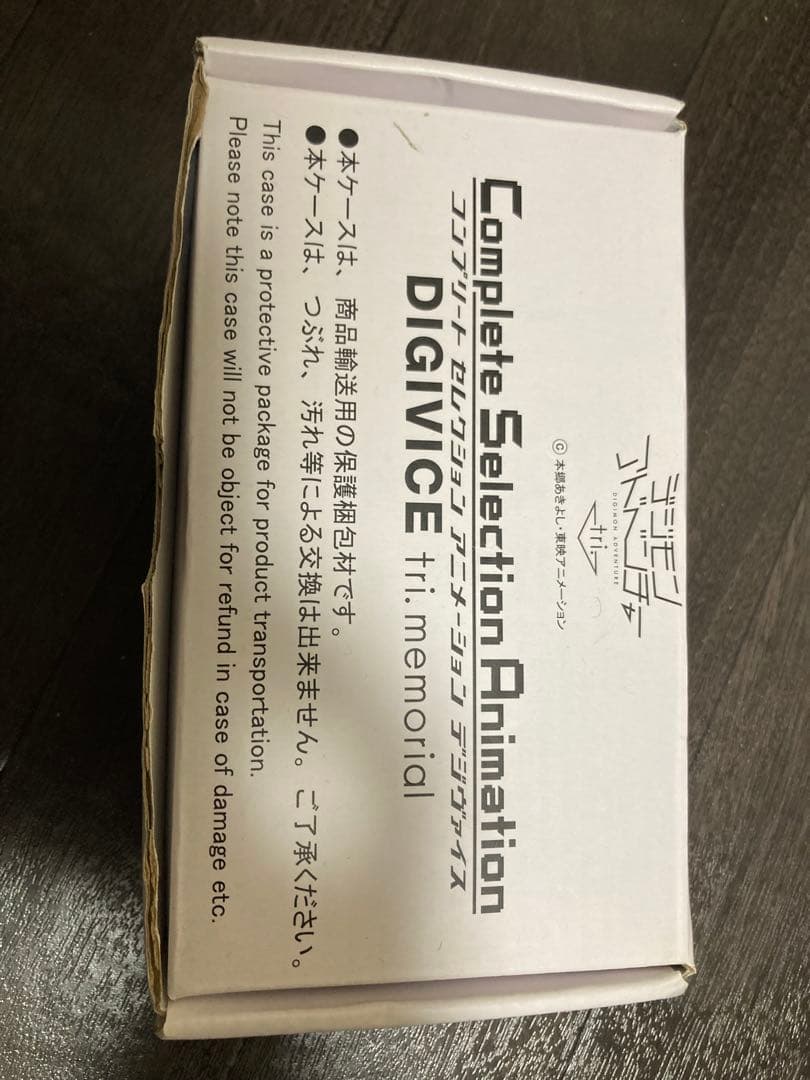 デジモン
アドベンチャー
DIGIMON ADVENTURE
tri.
© 本郷あきよし・東映アニメーション
Complete Selection Animation
コンプリート セレクション アニメーション デジヴァイス
DIGIVICE tri. memorial
●本ケースは、商品輸送用の保護梱包材です。
●本ケースは、つぶれ、汚れ等による交換は出来ません。ご了承ください。
This case is a protective package for product transportation.
Please note this case will not be object for refund in case of damage etc.